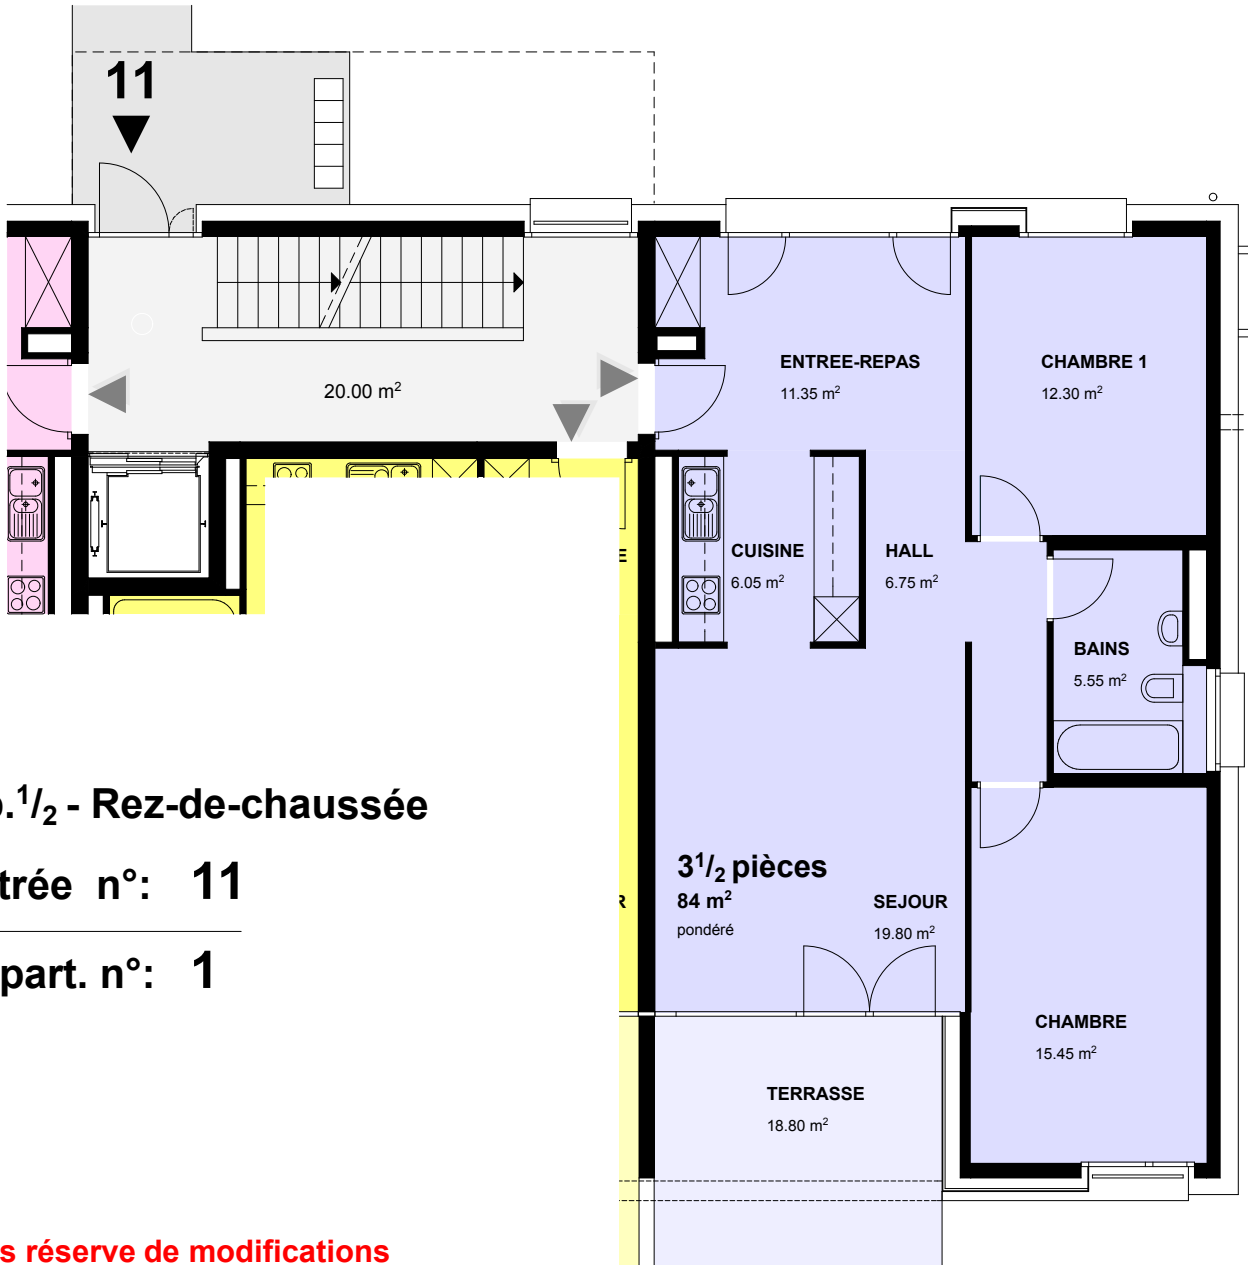 11
20.00 m²
ENTREE-REPAS
11.35 m²
CHAMBRE 1
12.30 m²
CUISINE
6.05 m²
HALL
6.75 m²
BAINS
5.55 m²
E
.¹/₂ - Rez-de-chaussée
trée n°: 11
part. n°: 1
R
3¹/₂ pièces
84 m²
pondéré
SEJOUR
19.80 m²
CHAMBRE
15.45 m²
TERRASSE
18.80 m²
s réserve de modifications